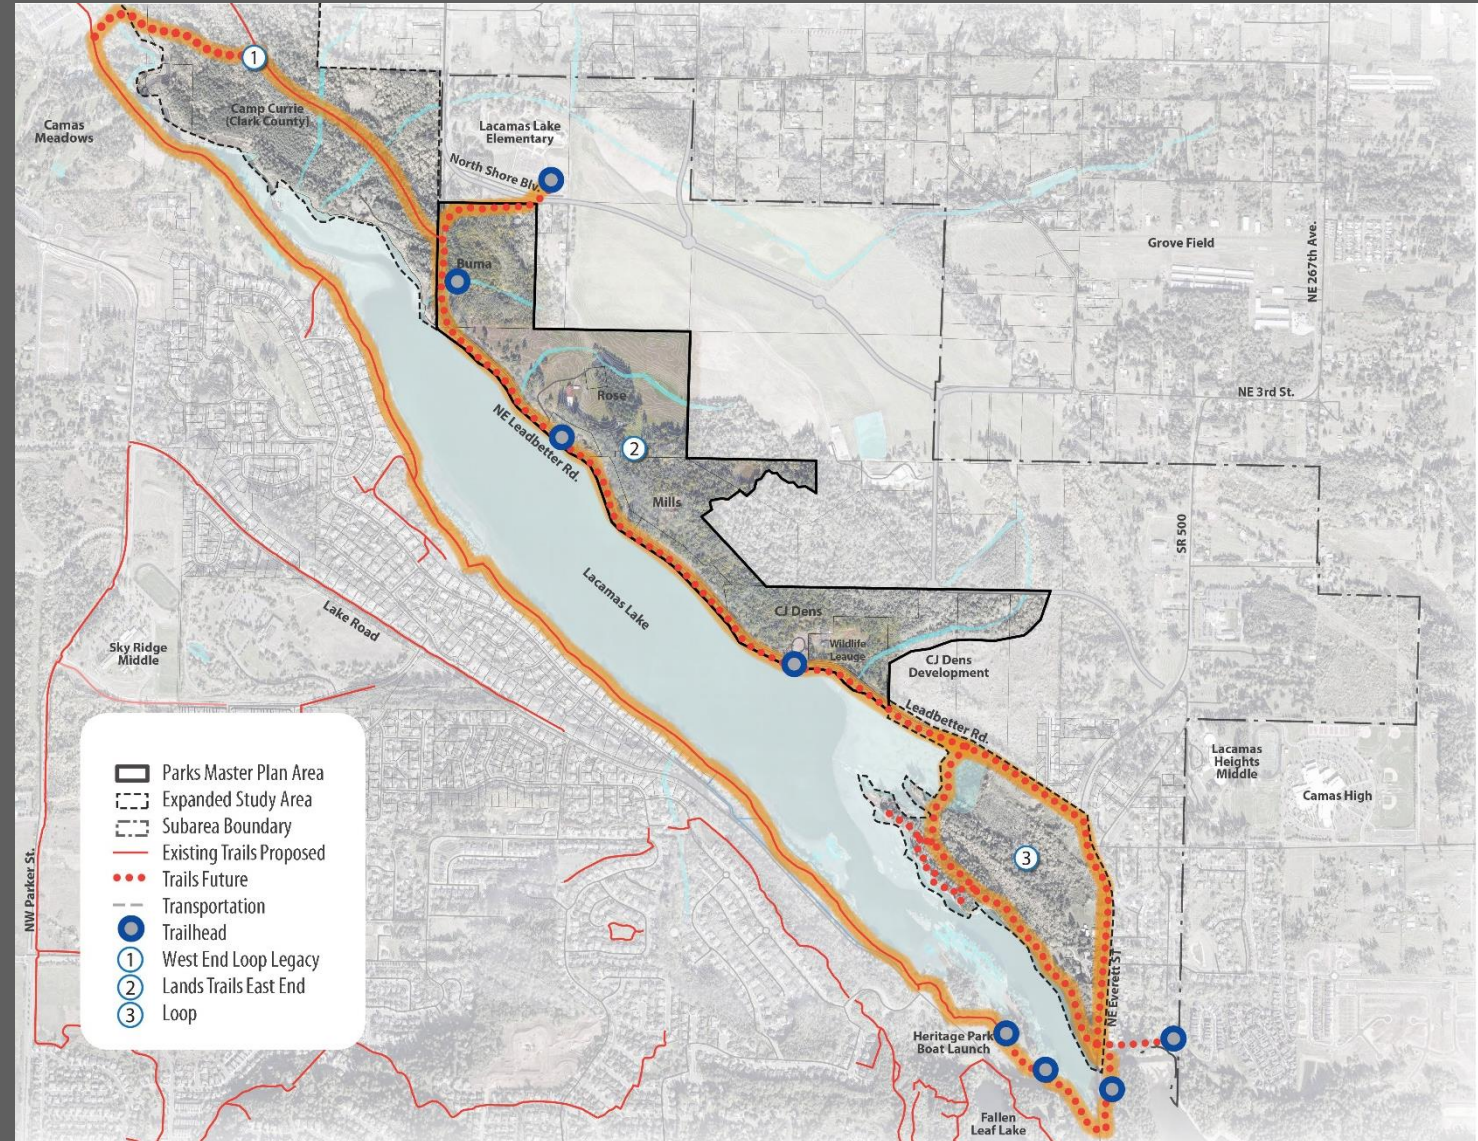 1
Camp Currie
(Clark County)
Camas
Meadows
Lacamas Lake
Elementary
North Shore Blv.
Buma
Grove Field
NE 267th Ave.
NE 3rd St.
Rose
NE Leadbetter Rd.
2
Mills
SR 500
Lacamas Lake
CJ Dens
Wildlife
Leauge
CJ Dens
Development
Leadbetter Rd.
Lake Road
Sky Ridge
Middle
Lacamas
Heights
Middle
Camas High
3
NE Everett ST
NW Parker St.
Heritage Park
Boat Launch
Fallen
Leaf Lake
Parks Master Plan Area
Expanded Study Area
Subarea Boundary
Existing Trails Proposed
Trails Future
Transportation
Trailhead
1 West End Loop Legacy
2 Lands Trails East End
3 Loop